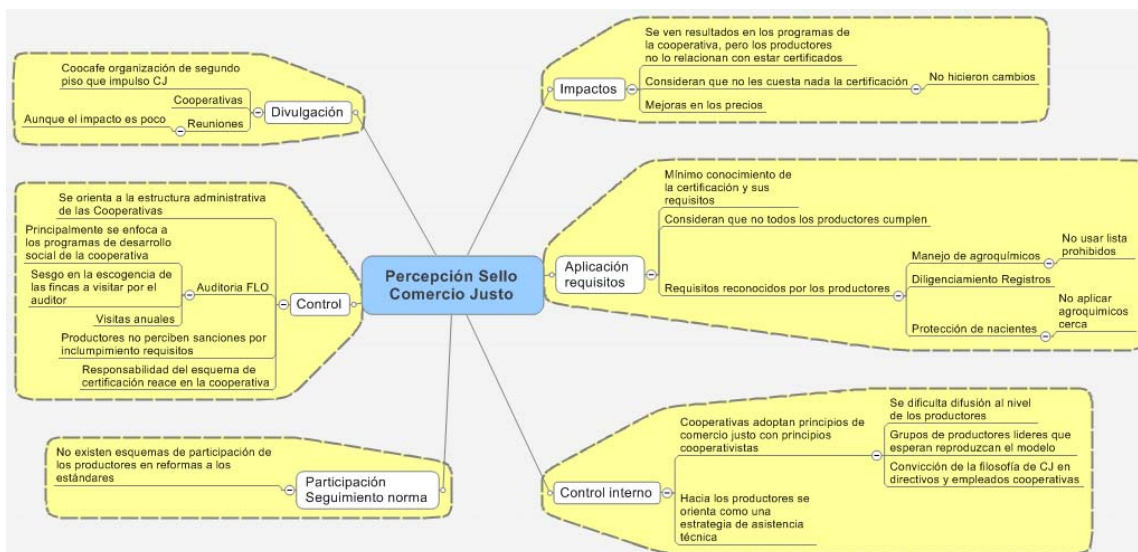 Percepción Sello
Comercio Justo
Divulgación
Coocafe organización de segundo
piso que impulso CJ
Cooperativas
Reuniones
Aunque el impacto es poco
Control
Se orienta a la estructura administrativa
de las Cooperativas
Auditoria FLO
Principalmente se enfoca a
los programas de desarrollo
social de la cooperativa
Sesgo en la escogencia de
las fincas a visitar por el
auditor
Visitas anuales
Productores no perciben sanciones por
inclumpimiento requisitos
Responsabilidad del esquema de
certificación reace en la cooperativa
Participación
Seguimiento norma
No existen esquemas de participación de
los productores en reformas a los
estándares
Impactos
Se ven resultados en los programas de
la cooperativa, pero los productores
no lo relacionan con estar certificados
Consideran que no les cuesta nada la certificación
No hicieron cambios
Mejoras en los precios
Aplicación
requisitos
Mínimo conocimiento de
la certificación y sus
requisitos
Consideran que no todos los productores cumplen
Requisitos reconocidos por los productores
Manejo de agroquímicos
No usar lista
prohibidos
Diligenciamiento Registros
Protección de nacientes
No aplicar
agroquimicos
cerca
Control interno
Cooperativas adoptan principios de
comercio justo con principios
cooperativistas
Se dificulta difusión al nivel
de los productores
Grupos de productores lideres que
esperan reproduzcan el modelo
Convicción de la filosofía de CJ en
directivos y empleados cooperativas
Hacia los productores se
orienta como una
estrategia de asistencia
técnica